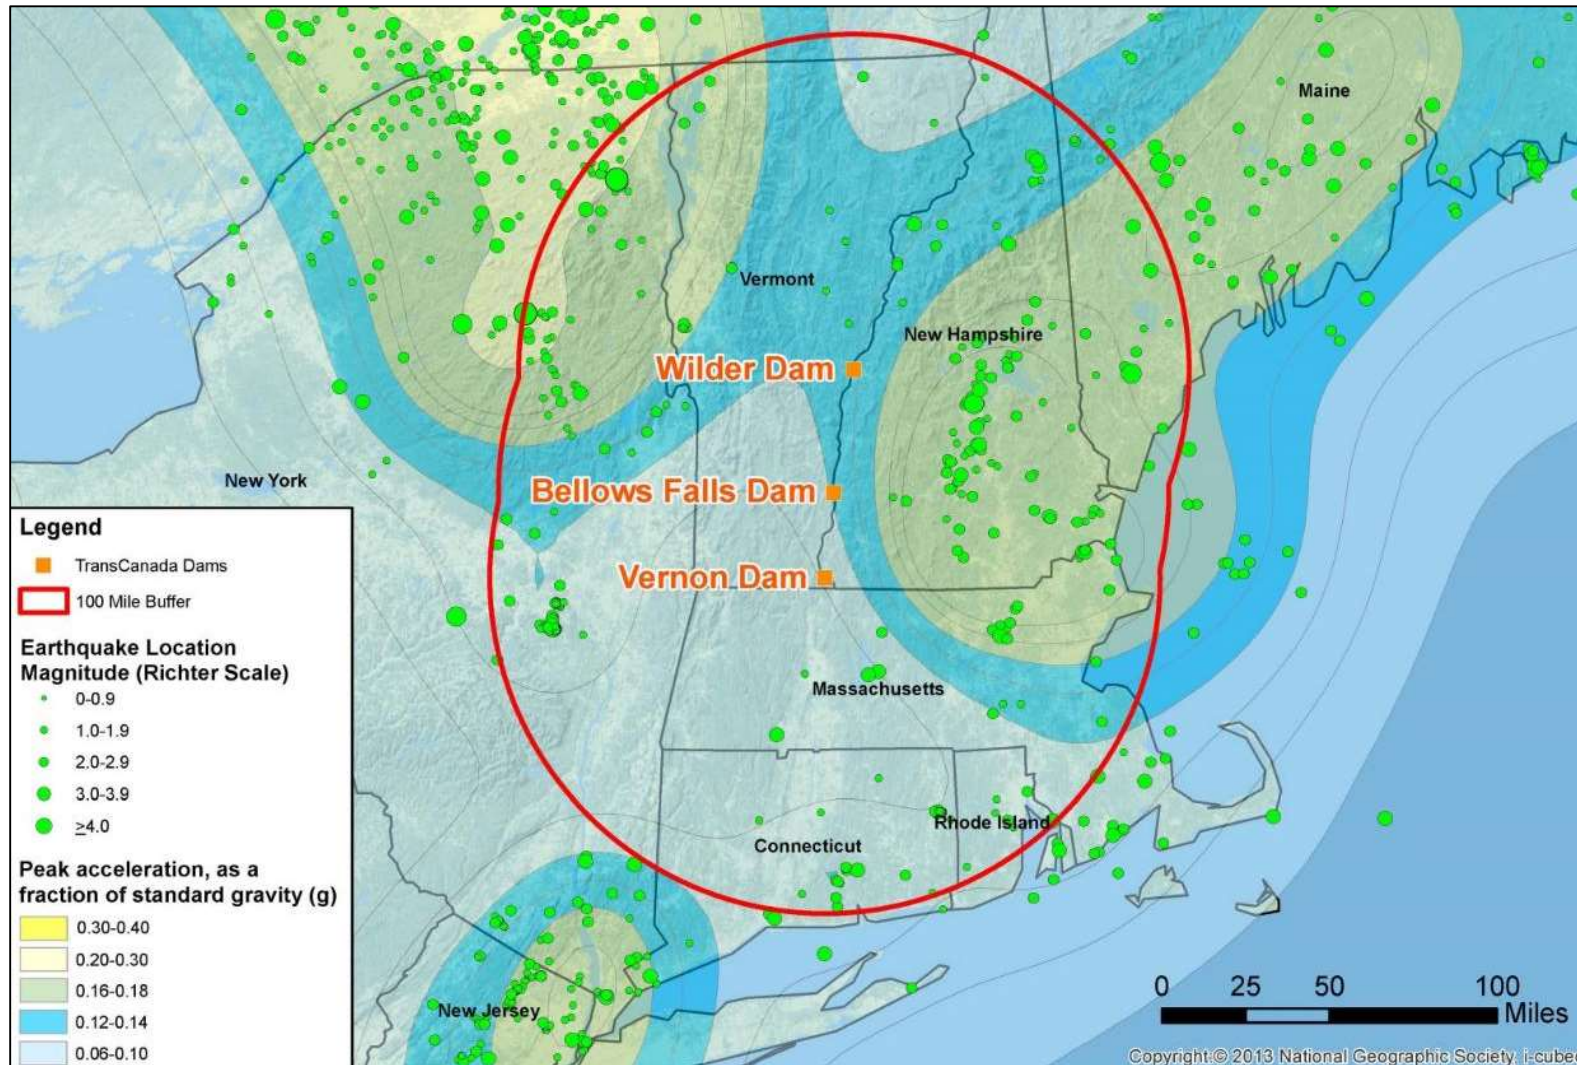 Maine
Vermont
New Hampshire
Wilder Dam
New York
Bellows Falls Dam
Vernon Dam
Massachusetts
Rhode Island
Connecticut
New Jersey
Legend
TransCanada Dams
100 Mile Buffer
Earthquake Location
Magnitude (Richter Scale)
0-0.9
1.0-1.9
2.0-2.9
3.0-3.9
≥4.0
Peak acceleration, as a
fraction of standard gravity (g)
0.30-0.40
0.20-0.30
0.16-0.18
0.12-0.14
0.06-0.10
0 25 50 100
Miles
Copyright:© 2013 National Geographic Society, i-cubed